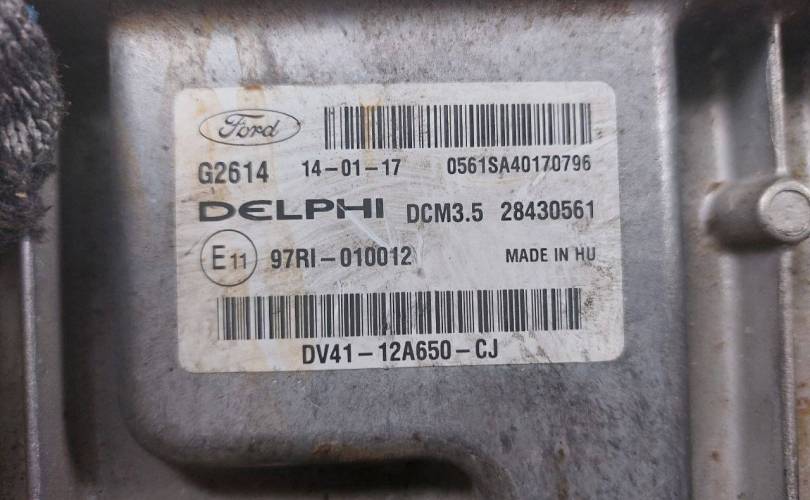 Ford
G2614 14-01-17 0561SA40170796
DELPHI DCM3.5 28430561
E11 97RI-010012 MADE IN HU
DV41-12A650-CJ